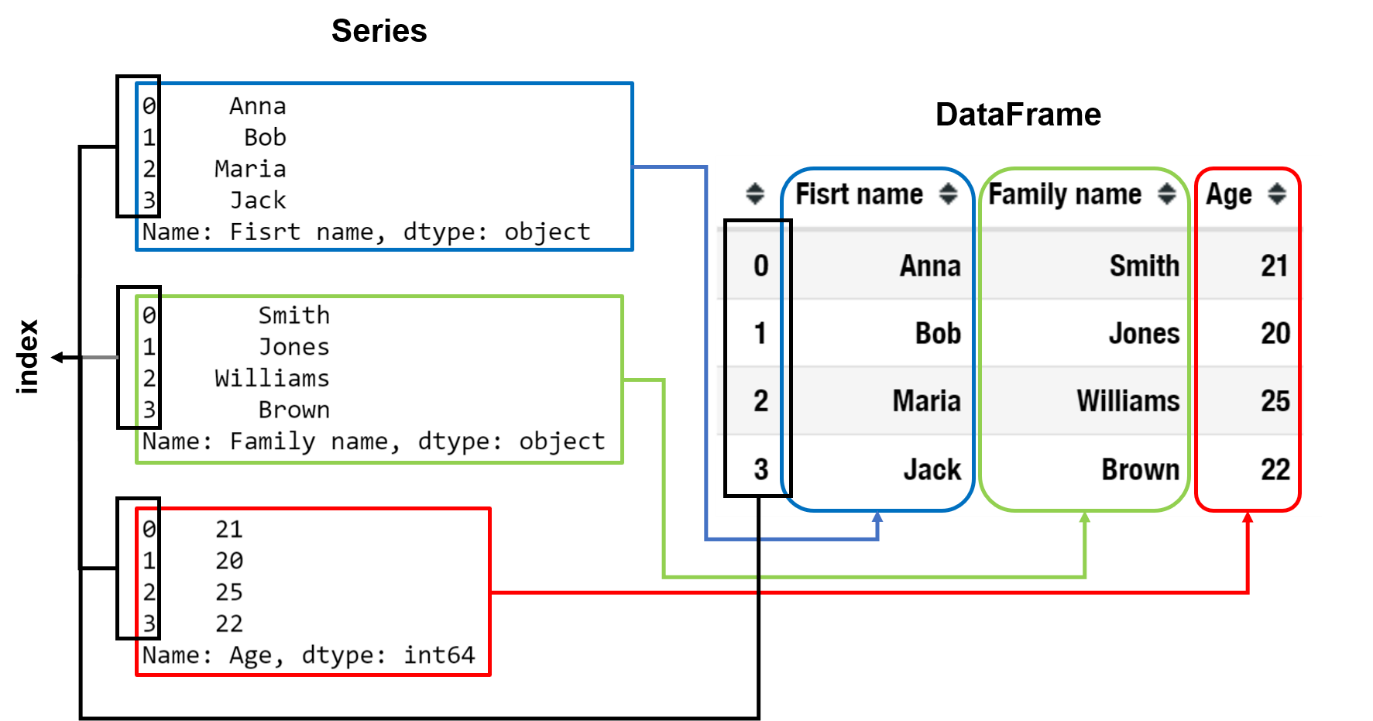 Series
0 Anna
1 Bob
2 Maria
3 Jack
Name: Fisrt name, dtype: object
0 Smith
1 Jones
2 Williams
3 Brown
Name: Family name, dtype: object
0 21
1 20
2 25
3 22
Name: Age, dtype: int64
index
DataFrame
Fisrt name Family name Age
0 Anna Smith 21
1 Bob Jones 20
2 Maria Williams 25
3 Jack Brown 22